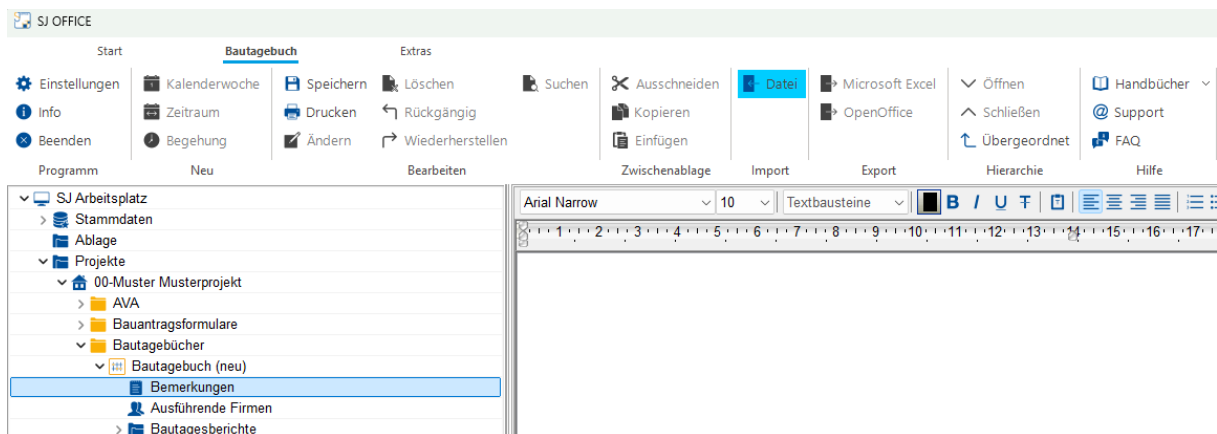 SJ OFFICE
Start Bautagebuch Extras
Einstellungen Kalenderwoche Speichern Löschen Suchen Ausschneiden Datei Microsoft Excel Öffnen Handbücher
Info Zeitraum Drucken Rückgängig Kopieren OpenOffice Schließen Support
Beenden Begehung Ändern Wiederherstellen Einfügen Übergeordnet FAQ
Programm Neu Bearbeiten Zwischenablage Import Export Hierarchie Hilfe
SJ Arbeitsplatz
Stammdaten
Ablage
Projekte
00-Muster Musterprojekt
AVA
Bauantragsformulare
Bautagebücher
Bautagebuch (neu)
Bemerkungen
Ausführende Firmen
Bautagesberichte
Arial Narrow 10 Textbausteine B I U T
1 2 3 4 5 6 7 8 9 10 11 12 13 14 15 16 17